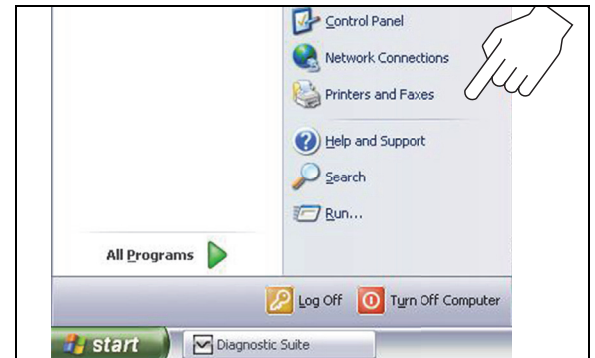 Control Panel
Network Connections
Printers and Faxes
Help and Support
Search
Run...
All Programs
Log Off
Turn Off Computer
start
Diagnostic Suite